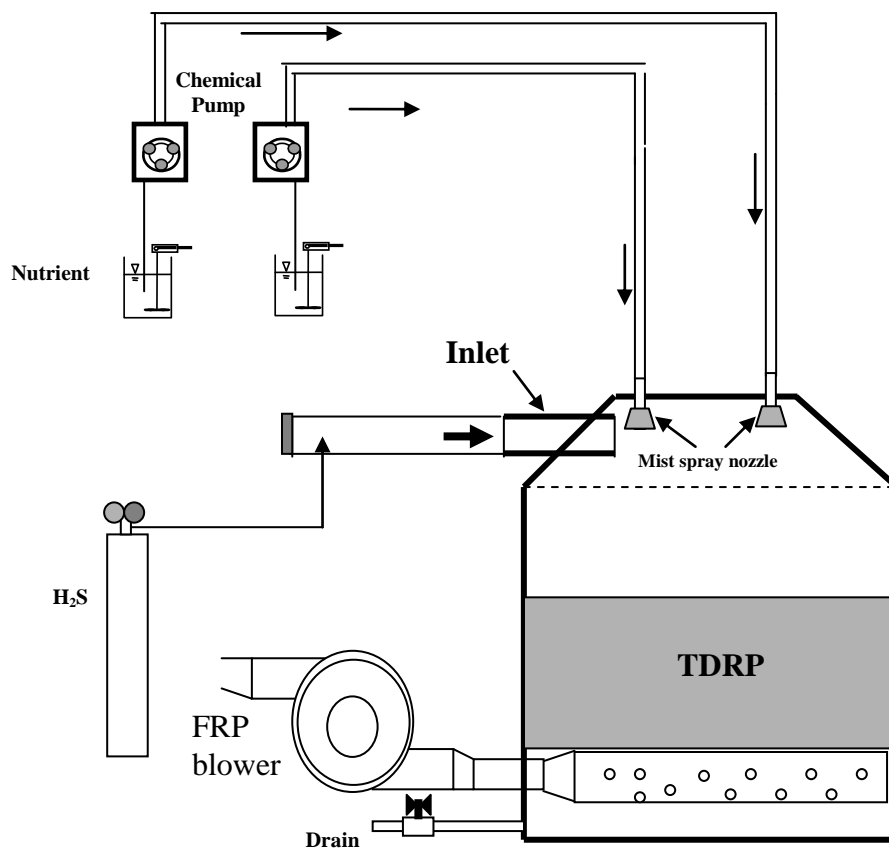 Chemical
Pump
Nutrient
Inlet
Mist spray nozzle
H₂S
TDRP
FRP
blower
Drain